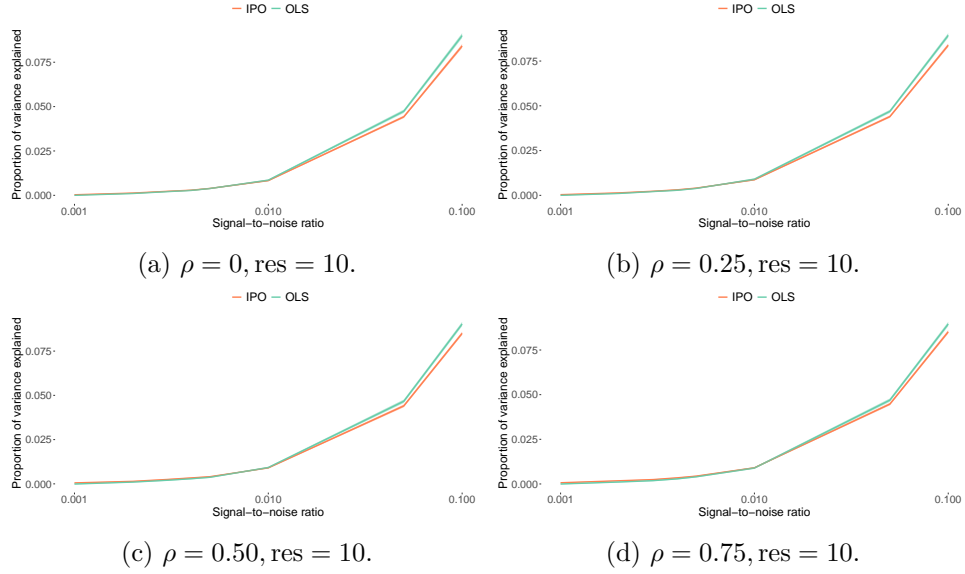 IPO OLS
Proportion of variance explained
0.075
0.050
0.025
0.000
0.001 0.010 0.100
Signal-to-noise ratio
(a) ρ = 0, res = 10.
IPO OLS
Proportion of variance explained
0.075
0.050
0.025
0.000
0.001 0.010 0.100
Signal-to-noise ratio
(b) ρ = 0.25, res = 10.
IPO OLS
Proportion of variance explained
0.075
0.050
0.025
0.000
0.001 0.010 0.100
Signal-to-noise ratio
(c) ρ = 0.50, res = 10.
IPO OLS
Proportion of variance explained
0.075
0.050
0.025
0.000
0.001 0.010 0.100
Signal-to-noise ratio
(d) ρ = 0.75, res = 10.